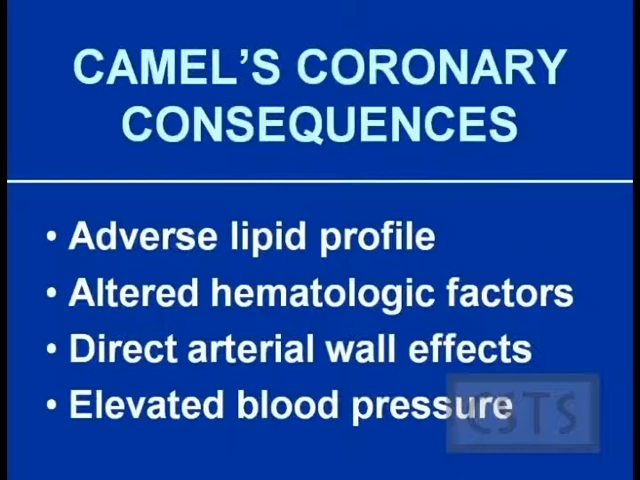 CAMEL'S CORONARY
CONSEQUENCES
• Adverse lipid profile
• Altered hematologic factors
• Direct arterial wall effects
• Elevated blood pressure
CSTS